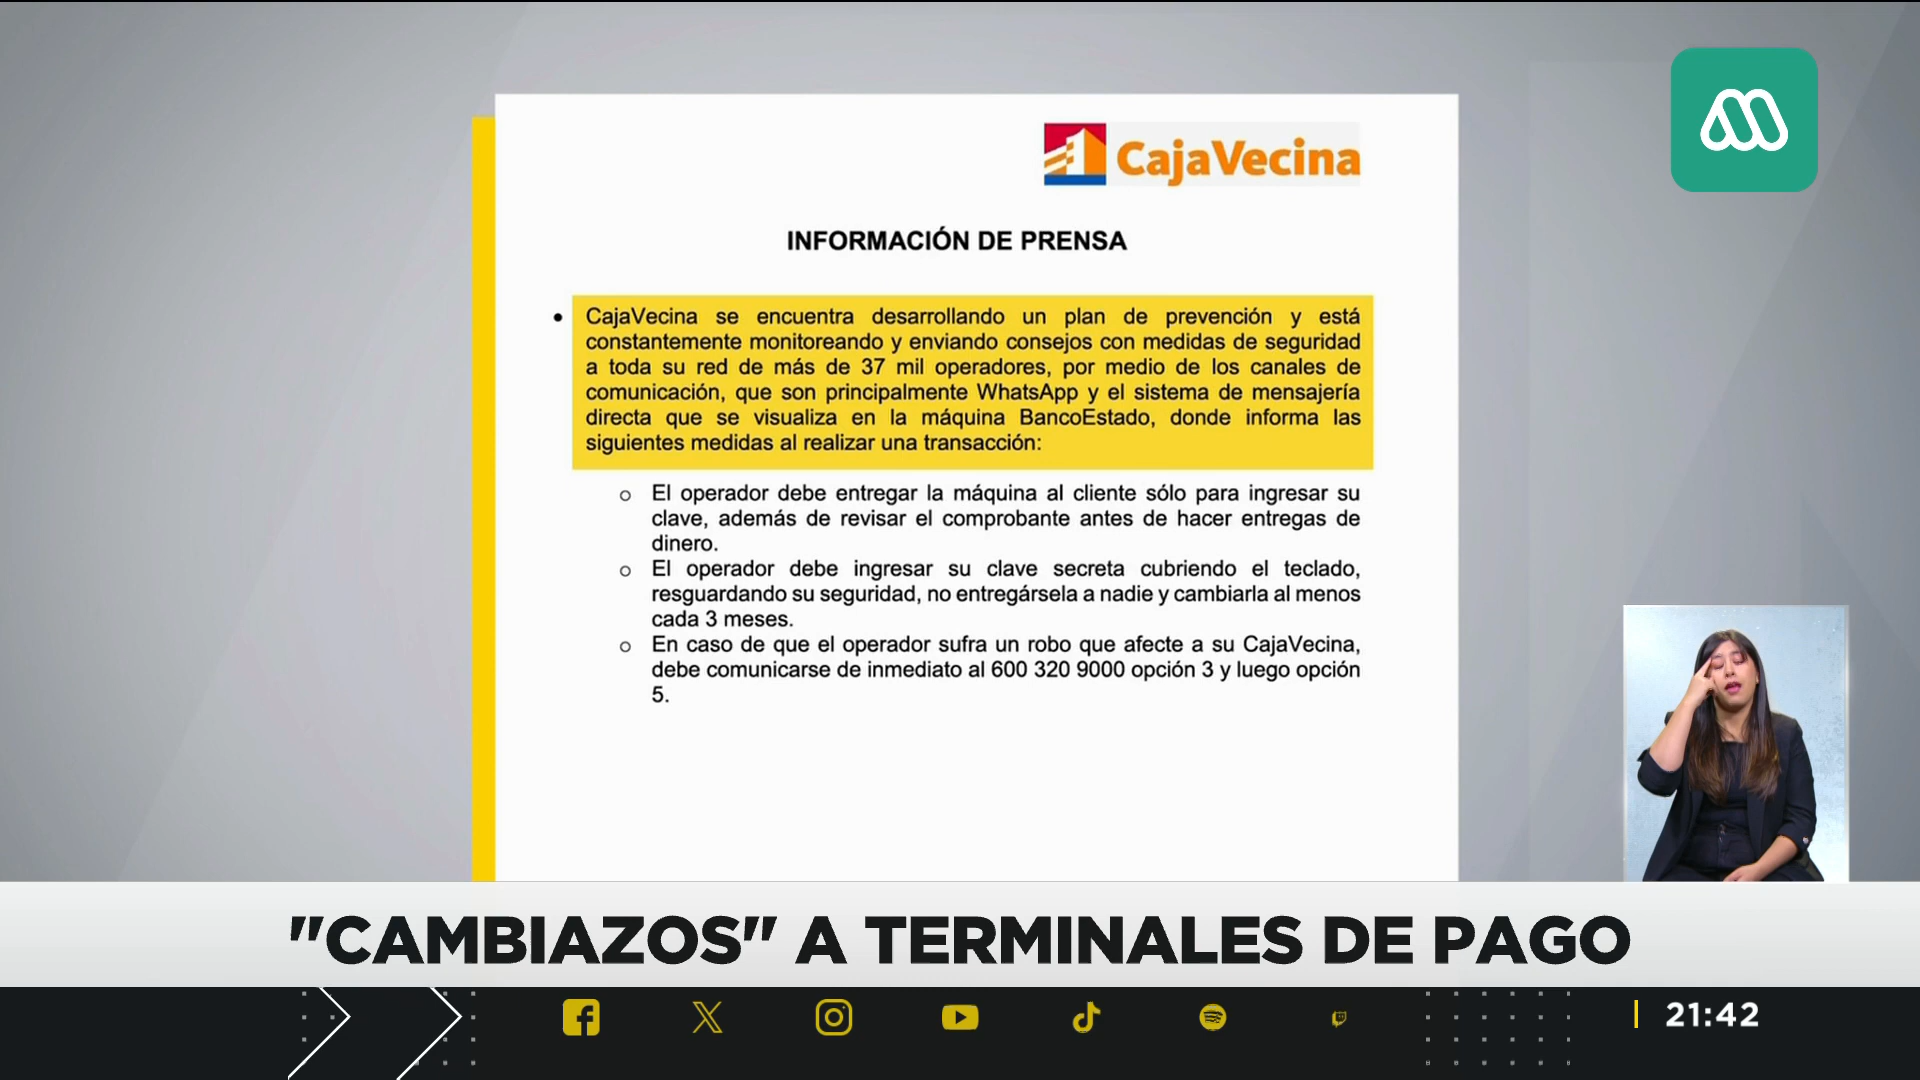 CajaVecina
INFORMACIÓN DE PRENSA
• CajaVecina se encuentra desarrollando un plan de prevención y está
constantemente monitoreando y enviando consejos con medidas de seguridad
a toda su red de más de 37 mil operadores, por medio de los canales de
comunicación, que son principalmente WhatsApp y el sistema de mensajería
directa que se visualiza en la máquina BancoEstado, donde informa las
siguientes medidas al realizar una transacción:
o El operador debe entregar la máquina al cliente sólo para ingresar su
clave, además de revisar el comprobante antes de hacer entregas de
dinero.
o El operador debe ingresar su clave secreta cubriendo el teclado,
resguardando su seguridad, no entregársela a nadie y cambiarla al menos
cada 3 meses.
o En caso de que el operador sufra un robo que afecte a su CajaVecina,
debe comunicarse de inmediato al 600 320 9000 opción 3 y luego opción
5.
"CAMBIAZOS" A TERMINALES DE PAGO
21:42